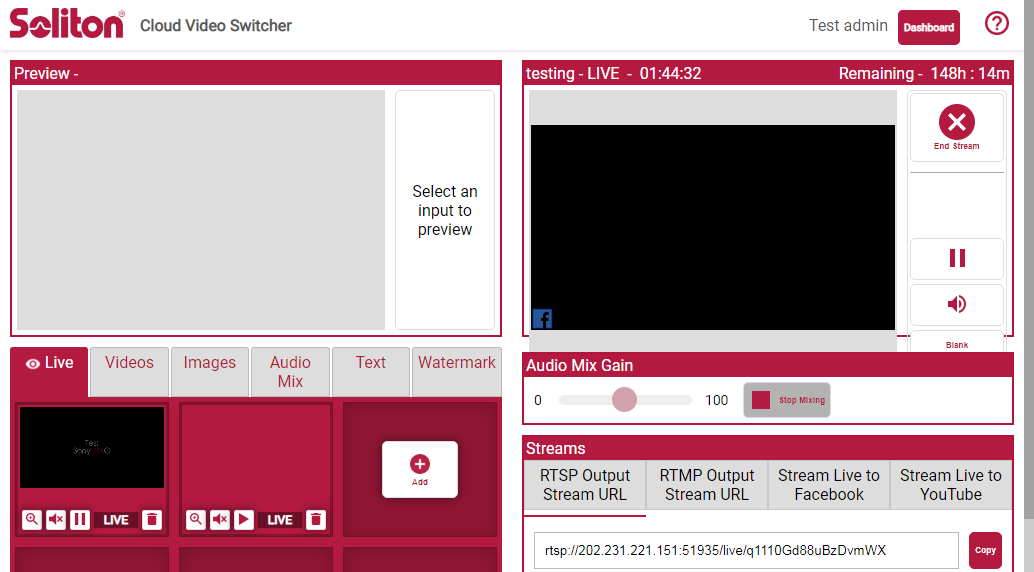 Soliton Cloud Video Switcher
Test admin
Dashboard
Preview -
Select an
input to
preview
testing - LIVE - 01:44:32
Remaining - 148h : 14m
End Stream
Blank
Live
Videos
Images
Audio
Mix
Text
Watermark
Test
LIVE
LIVE
Add
Audio Mix Gain
0
100
Stop Mixing
Streams
RTSP Output
Stream URL
RTMP Output
Stream URL
Stream Live to
Facebook
Stream Live to
YouTube
rtsp://202.231.221.151:51935/live/q1110Gd88uBzDvmWX
Copy